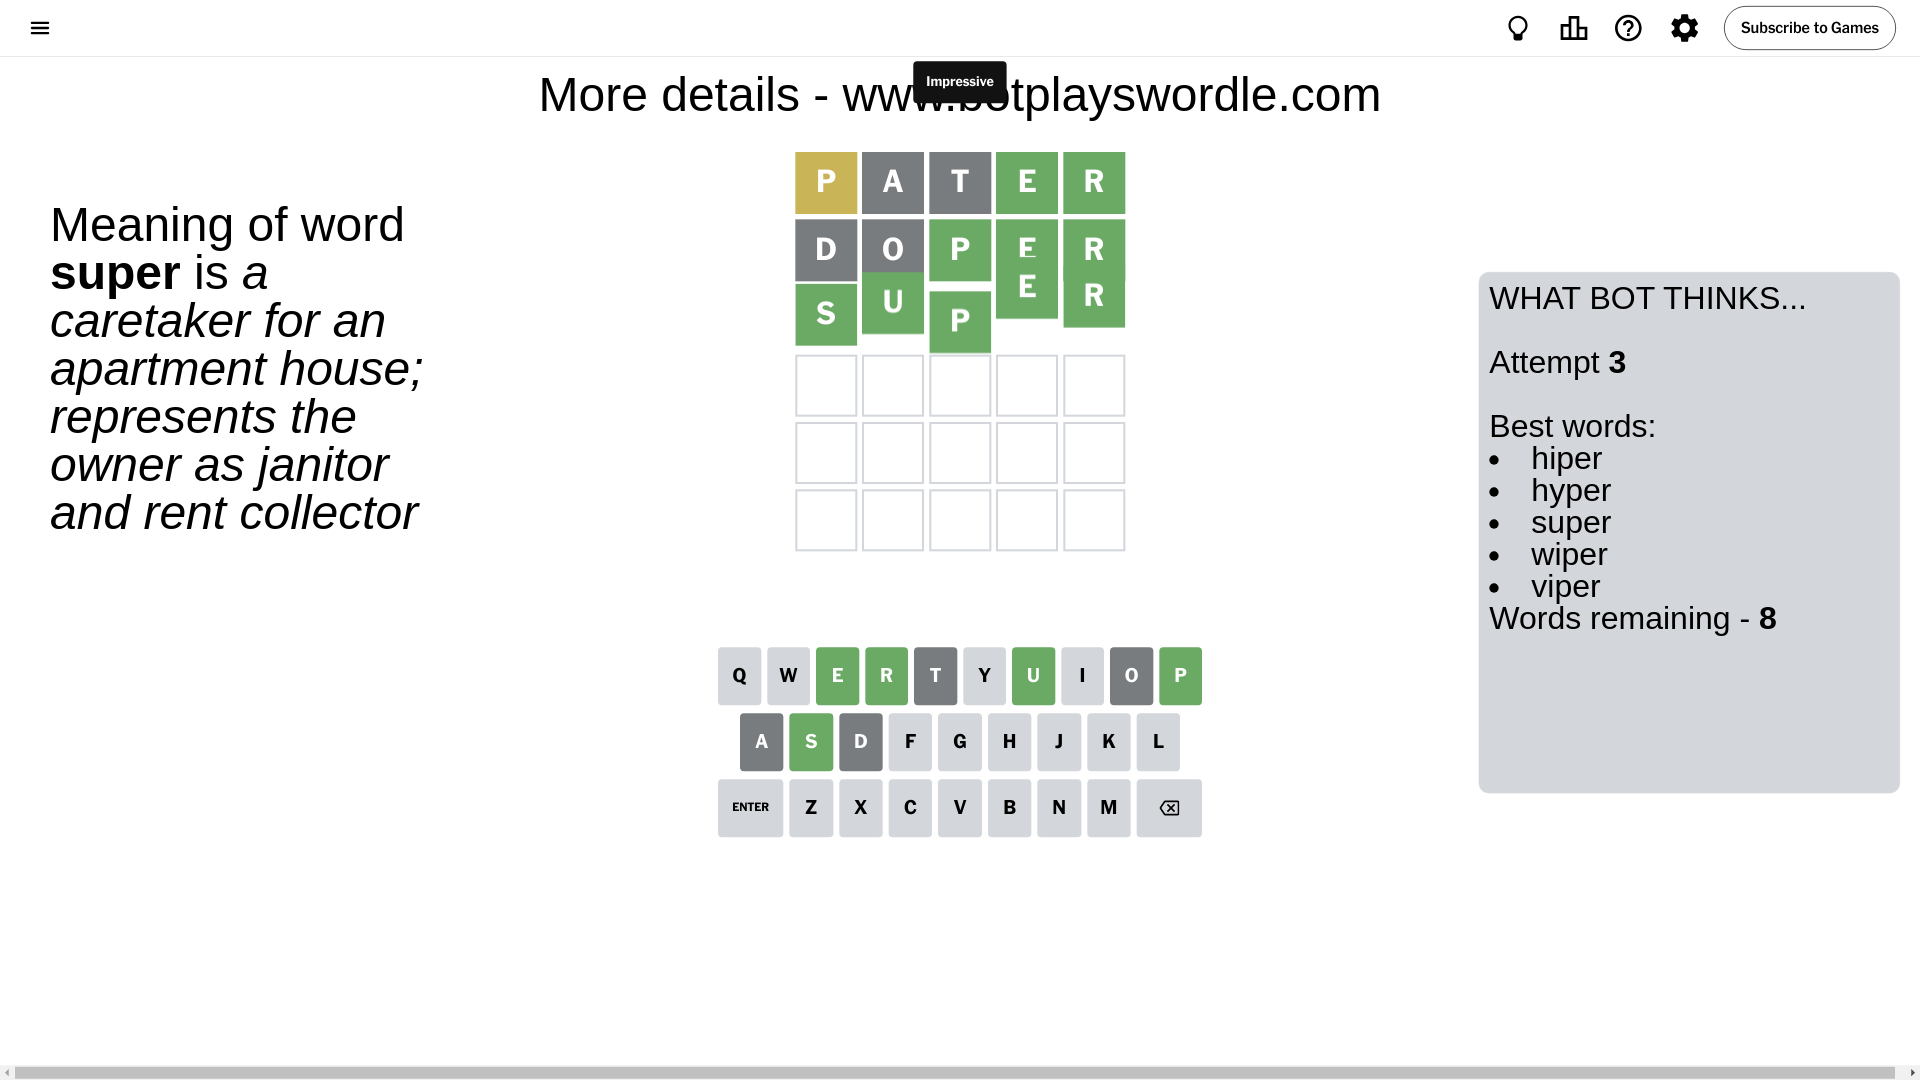 Subscribe to Games
Impressive
More details - www.botplayswordle.com
Meaning of word
super is a
caretaker for an
apartment house;
represents the
owner as janitor
and rent collector
P A T E R
D O P E R
S U P E R
WHAT BOT THINKS...
Attempt 3
Best words:
• hiper
• hyper
• super
• wiper
• viper
Words remaining - 8
Q W E R T Y U I O P
A S D F G H J K L
ENTER Z X C V B N M